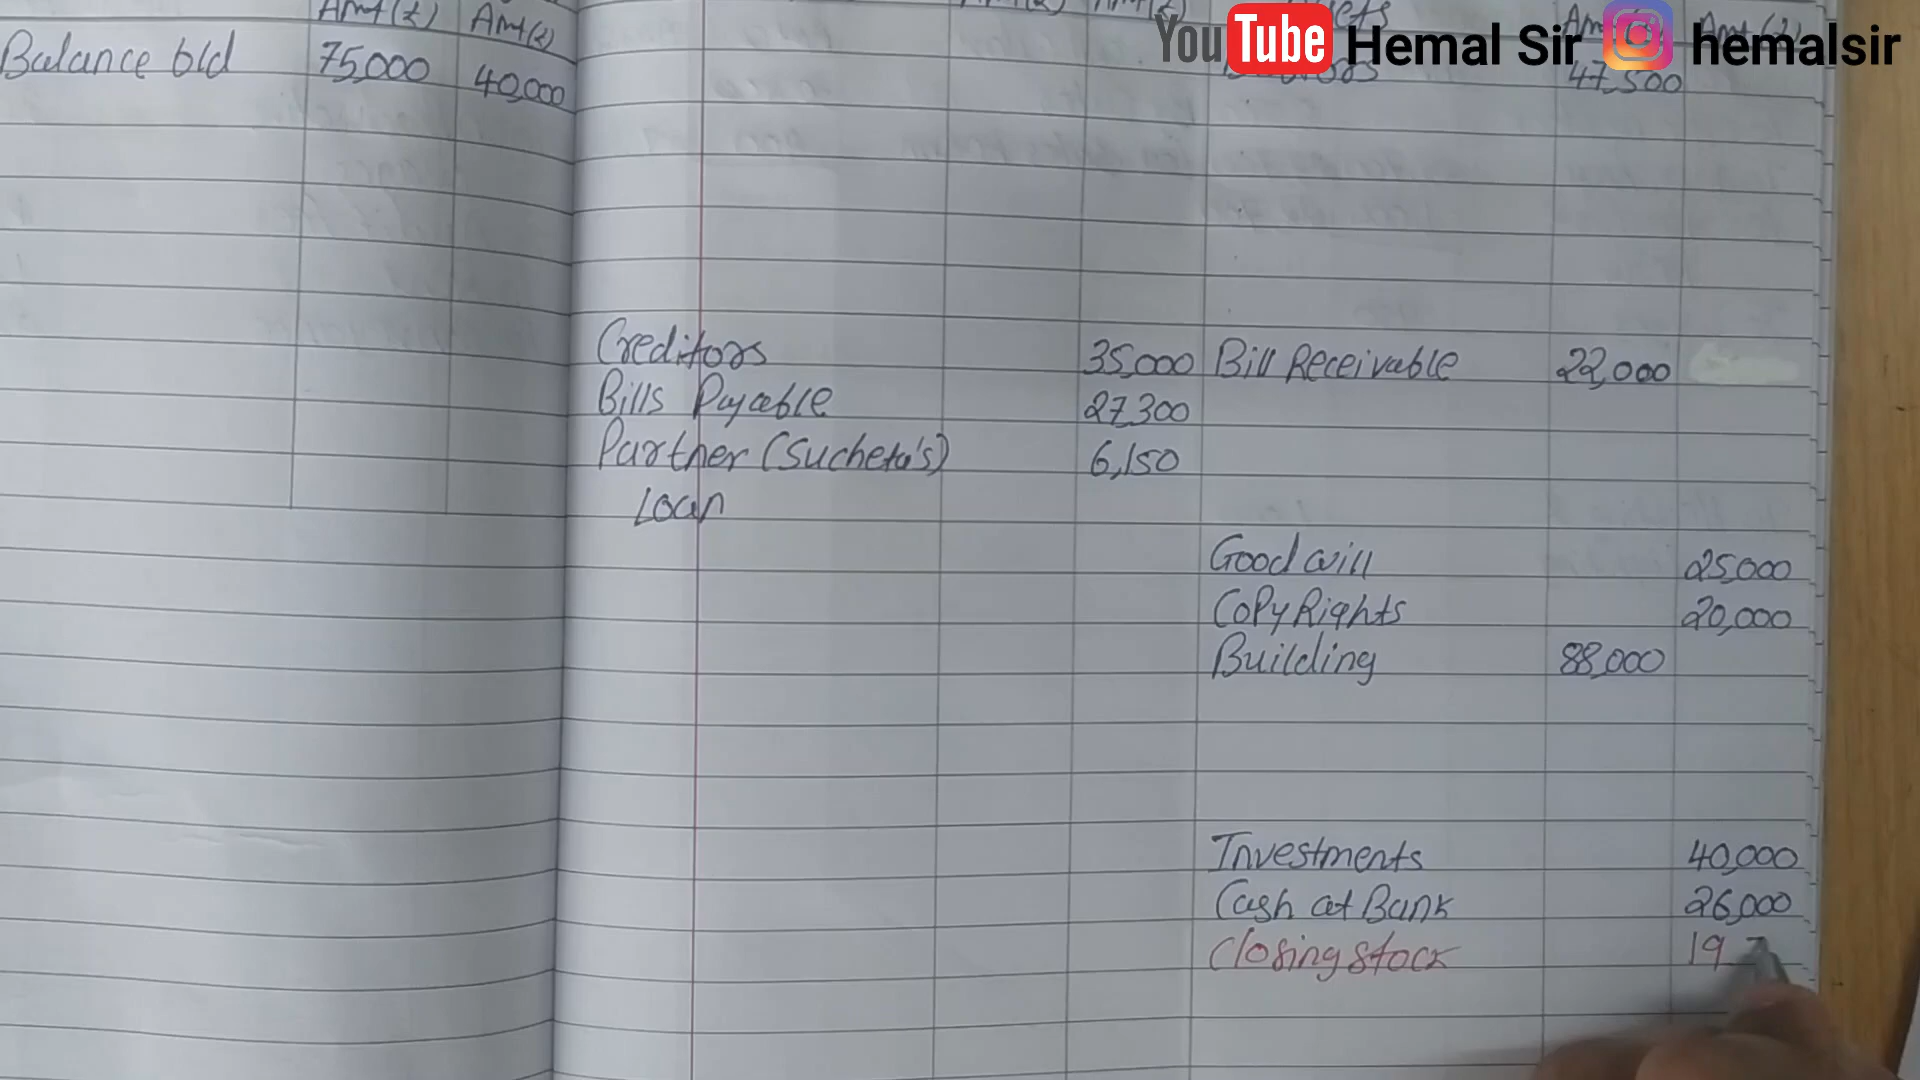 Amt(₹) Amt(₹)
YouTube Hemal Sir hemalsir
Balance b/d 75,000 40,000
47,500
Creditors 35,000 Bill Receivable 22,000
Bills Payable 27,300
Partner (Sucheta's) 6,150
Loan
Goodwill 25,000
CopyRights 20,000
Building 88,000
Investments 40,000
Cash at Bank 26,000
Closing stock 19